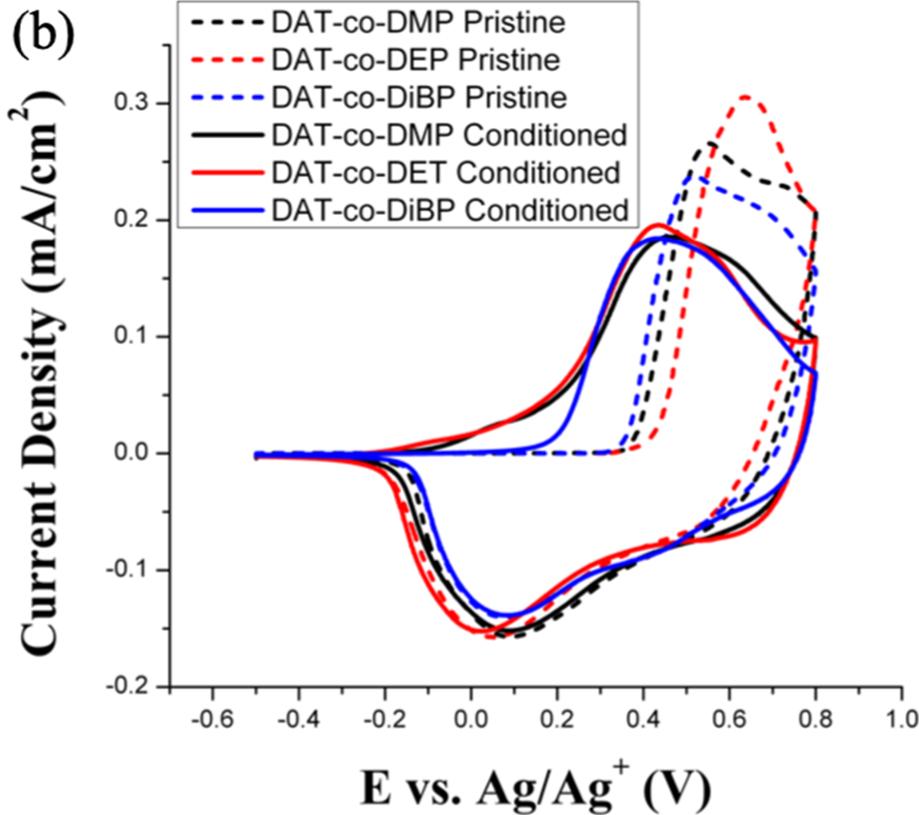 (b)
DAT-co-DMP Pristine
DAT-co-DEP Pristine
DAT-co-DiBP Pristine
DAT-co-DMP Conditioned
DAT-co-DET Conditioned
DAT-co-DiBP Conditioned
Current Density (mA/cm²)
0.3
0.2
0.1
0.0
-0.1
-0.2
-0.6 -0.4 -0.2 0.0 0.2 0.4 0.6 0.8 1.0
E vs. Ag/Ag⁺ (V)